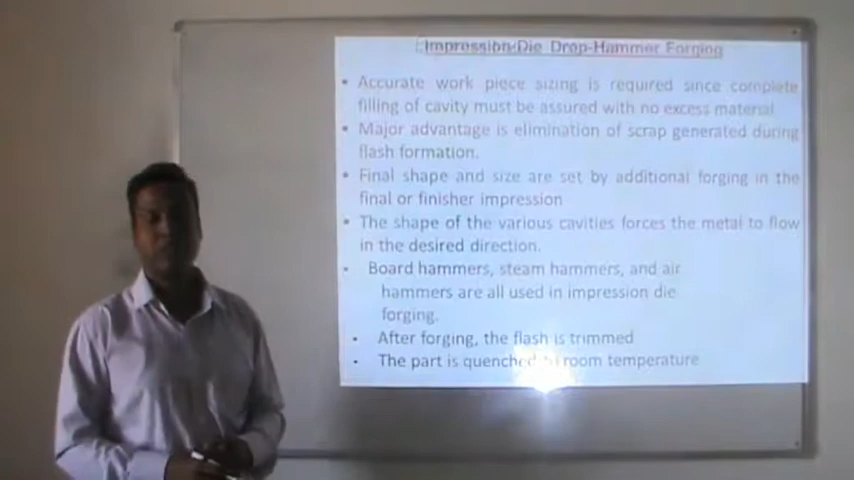 Impression-Die Drop-Hammer Forging
• Accurate work piece sizing is required since complete
filling of cavity must be assured with no excess material
• Major advantage is elimination of scrap generated during
flash formation.
• Final shape and size are set by additional forging in the
final or finisher impression
• The shape of the various cavities forces the metal to flow
in the desired direction.
• Board hammers, steam hammers, and air
hammers are all used in impression die
forging.
• After forging, the flash is trimmed
• The part is quenched to room temperature